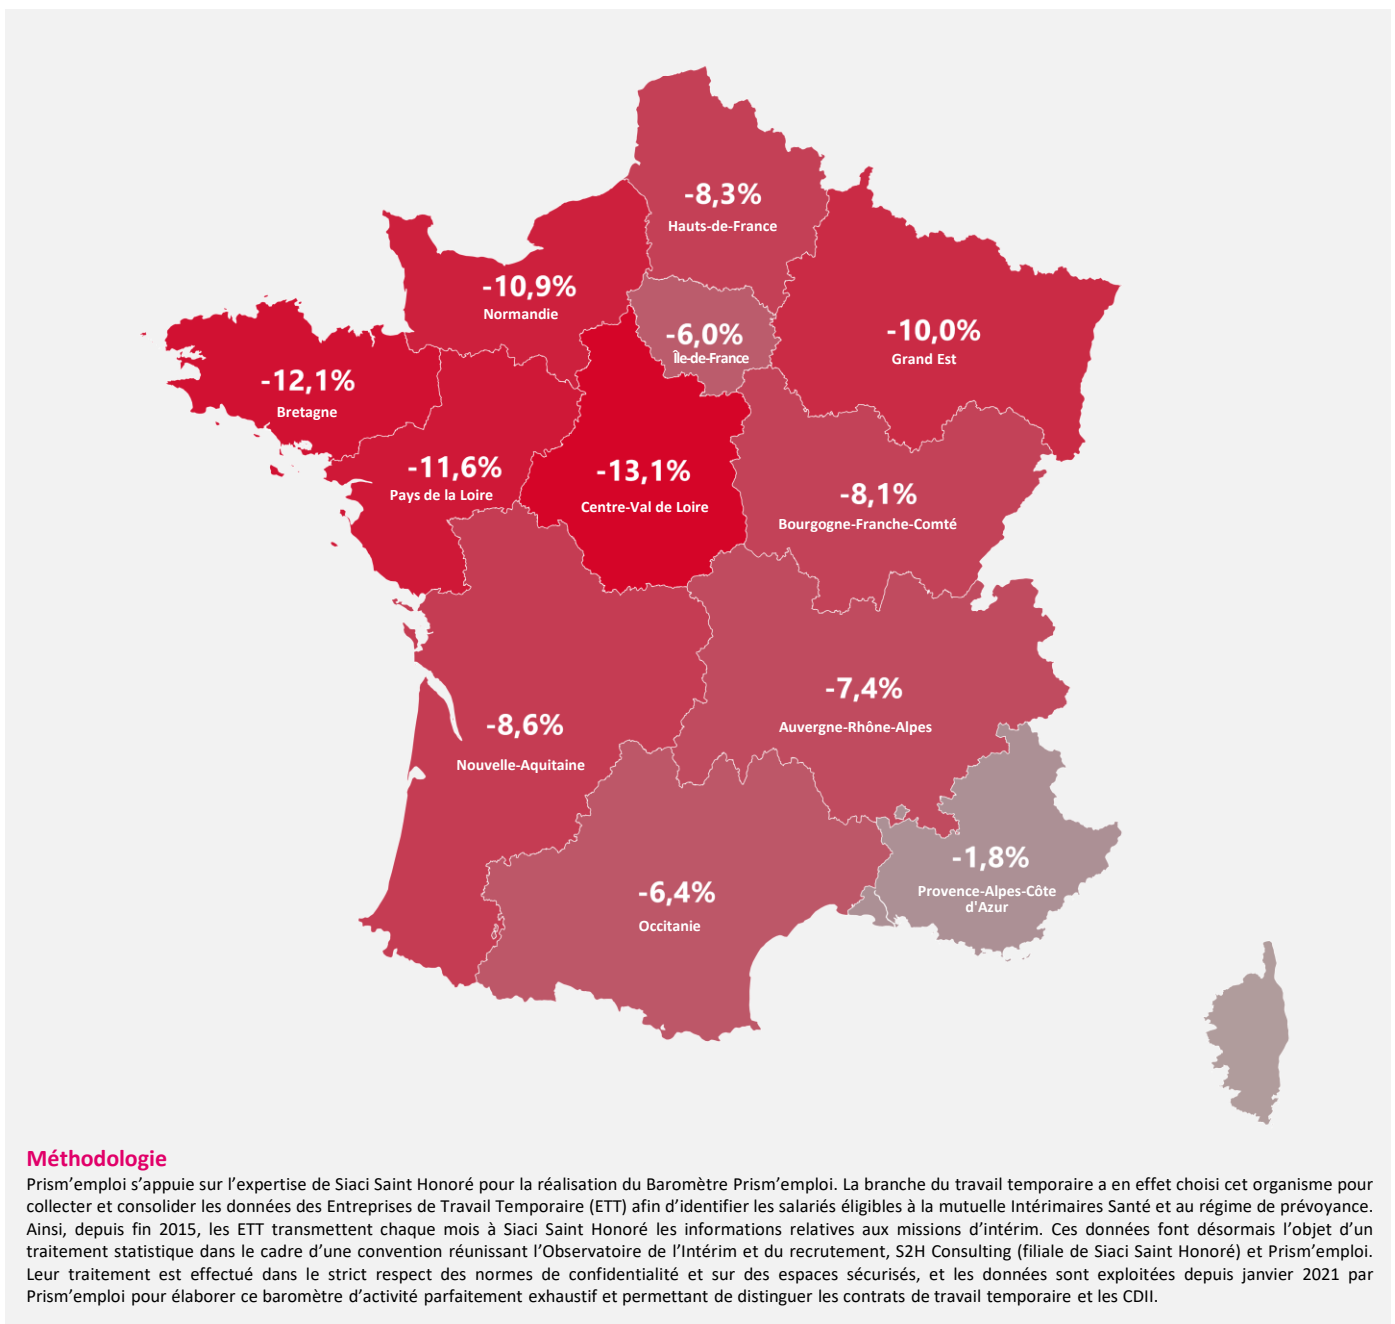 -8,3%
Hauts-de-France
-10,9%
Normandie
-6,0%
Île-de-France
-10,0%
Grand Est
-12,1%
Bretagne
-11,6%
Pays de la Loire
-13,1%
Centre-Val de Loire
-8,1%
Bourgogne-Franche-Comté
-7,4%
Auvergne-Rhône-Alpes
-8,6%
Nouvelle-Aquitaine
-1,8%
Provence-Alpes-Côte
d'Azur
-6,4%
Occitanie
Méthodologie
Prism’emploi s’appuie sur l’expertise de Siaci Saint Honoré pour la réalisation du Baromètre Prism’emploi. La branche du travail temporaire a en effet choisi cet organisme pour
collecter et consolider les données des Entreprises de Travail Temporaire (ETT) afin d’identifier les salariés éligibles à la mutuelle Intérimaires Santé et au régime de prévoyance.
Ainsi, depuis fin 2015, les ETT transmettent chaque mois à Siaci Saint Honoré les informations relatives aux missions d’intérim. Ces données font désormais l’objet d’un
traitement statistique dans le cadre d’une convention réunissant l’Observatoire de l’Intérim et du recrutement, S2H Consulting (filiale de Siaci Saint Honoré) et Prism’emploi.
Leur traitement est effectué dans le strict respect des normes de confidentialité et sur des espaces sécurisés, et les données sont exploitées depuis janvier 2021 par
Prism’emploi pour élaborer ce baromètre d’activité parfaitement exhaustif et permettant de distinguer les contrats de travail temporaire et les CDII.